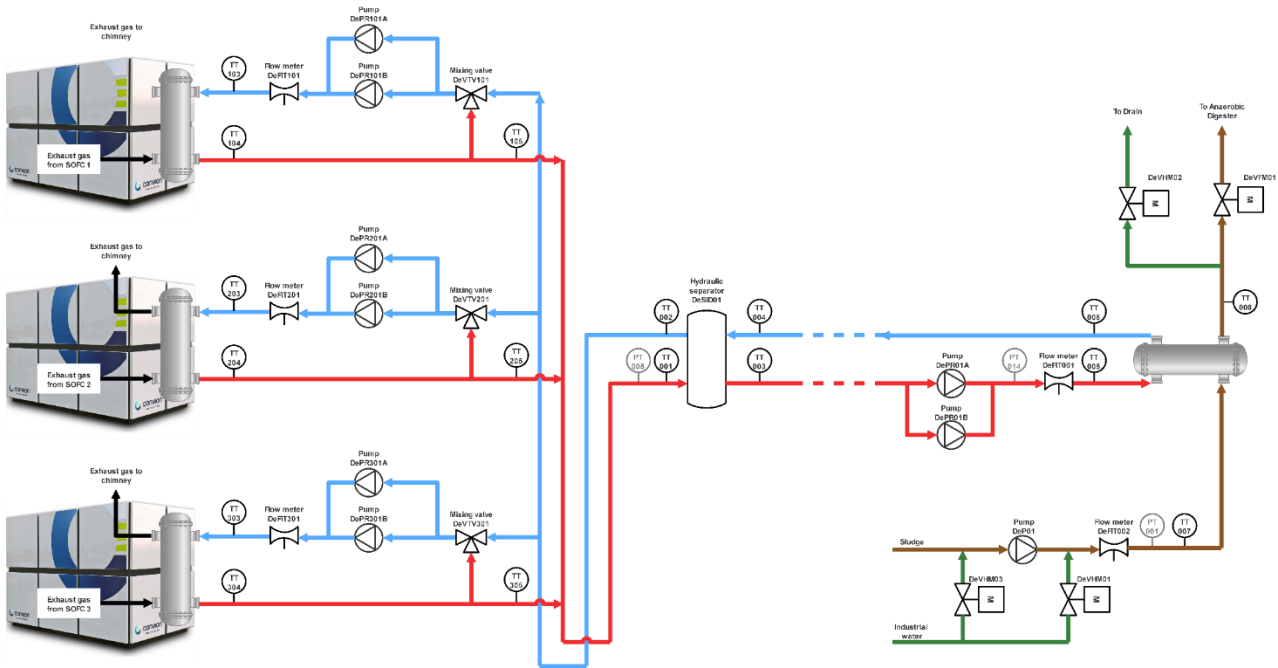 Exhaust gas to
chimney
Pump
DePR101A
TT
103
Flow meter
DeFIT101
Pump
DePR101B
Mixing valve
DeVTV101
TT
104
TT
105
Exhaust gas
from SOFC 1
convion
Exhaust gas to
chimney
Pump
DePR201A
TT
203
Flow meter
DeFIT201
Pump
DePR201B
Mixing valve
DeVTV201
TT
204
TT
205
Exhaust gas
from SOFC 2
convion
Exhaust gas to
chimney
Pump
DePR301A
TT
303
Flow meter
DeFIT301
Pump
DePR301B
Mixing valve
DeVTV301
TT
304
TT
305
Exhaust gas
from SOFC 3
convion
TT
002
Hydraulic
separator
DeSID01
TT
004
PT
005
TT
001
TT
003
TT
006
Pump
DePR01A
PT
014
Flow meter
DeFIT001
TT
005
Pump
DePR01B
To Drain
To Anaerobic
Digester
DeVHM02
M
DeVFM01
M
TT
008
Sludge
Pump
DeP01
Flow meter
DeFIT002
PT
001
TT
007
DeVHM03
M
DeVHM01
M
Industrial
water